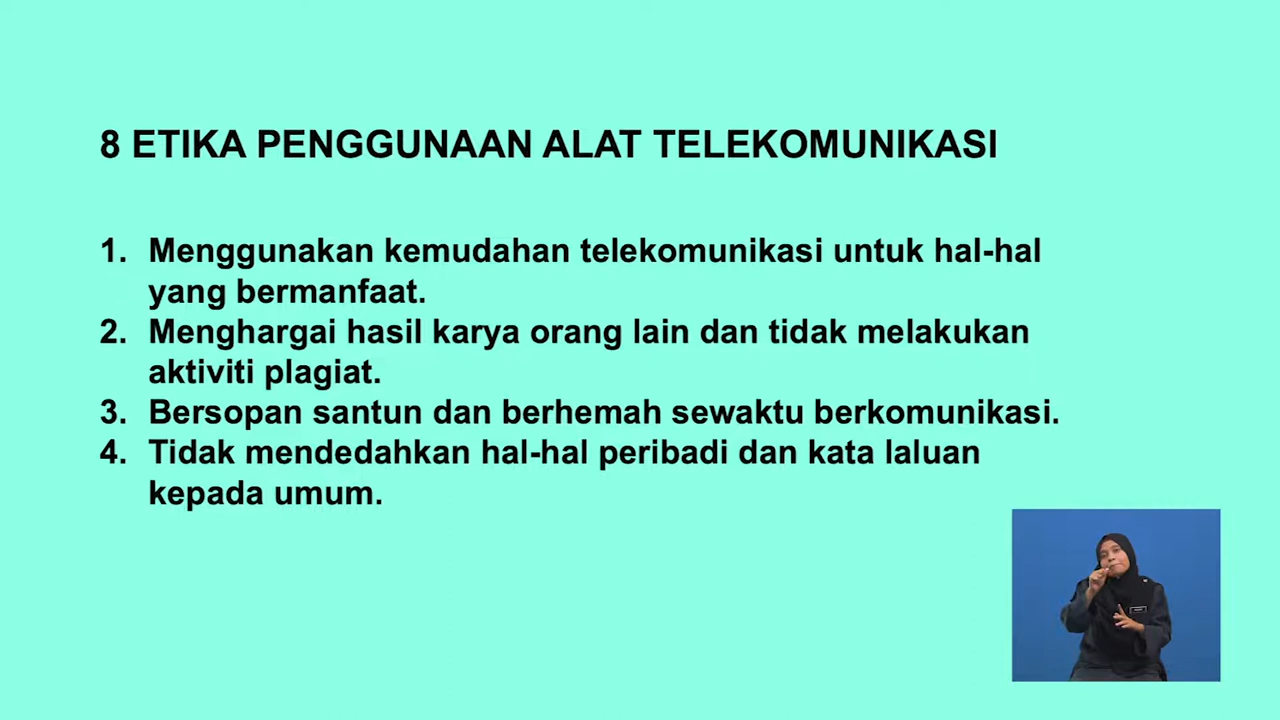 8 ETIKA PENGGUNAAN ALAT TELEKOMUNIKASI
1. Menggunakan kemudahan telekomunikasi untuk hal-hal
yang bermanfaat.
2. Menghargai hasil karya orang lain dan tidak melakukan
aktiviti plagiat.
3. Bersopan santun dan berhemah sewaktu berkomunikasi.
4. Tidak mendedahkan hal-hal peribadi dan kata laluan
kepada umum.